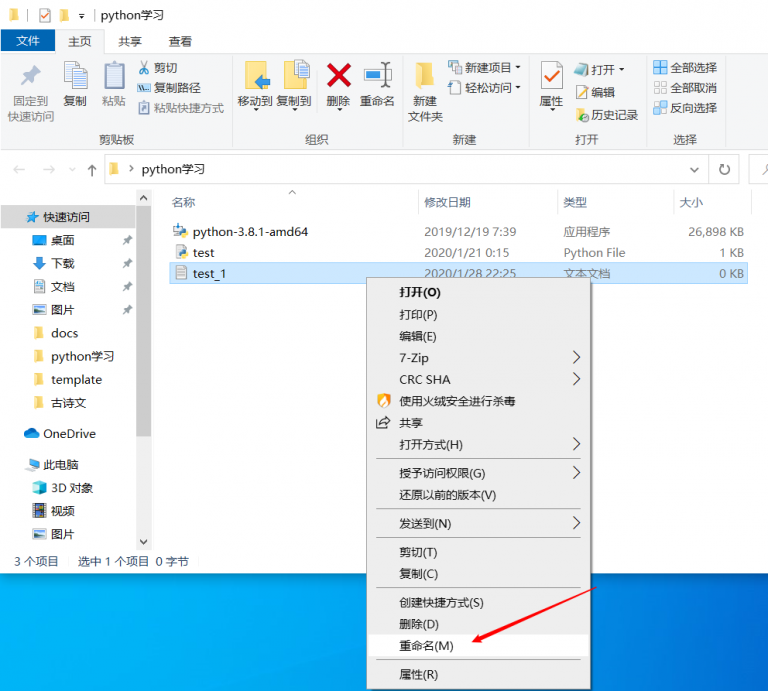 python学习
文件 主页 共享 查看
固定到快速访问
复制
粘贴
剪切
复制路径
粘贴快捷方式
剪贴板
移动到
复制到
删除
重命名
组织
新建文件夹
新建项目
轻松访问
新建
属性
打开
编辑
历史记录
打开
全部选择
全部取消
反向选择
选择
python学习
名称 修改日期 类型 大小
python-3.8.1-amd64 2019/12/19 7:39 应用程序 26,898 KB
test 2020/1/21 0:15 Python File 1 KB
test_1 2020/1/28 22:25 文本文档 0 KB
快速访问
桌面
下载
文档
图片
docs
python学习
template
古诗文
OneDrive
此电脑
3D 对象
视频
图片
3 个项目 选中 1 个项目 0 字节
打开(O)
打印(P)
编辑(E)
7-Zip
CRC SHA
使用火绒安全进行杀毒
共享
打开方式(H)
授予访问权限(G)
还原以前的版本(V)
发送到(N)
剪切(T)
复制(C)
创建快捷方式(S)
删除(D)
重命名(M)
属性(R)